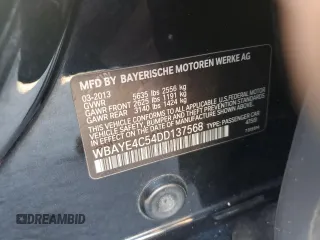 MFD BY BAYERISCHE MOTOREN WERKE AG
03-2013
GVWR 5635 lbs 2556 kg
GAWR FRONT 2625 lbs 1191 kg
GAWR REAR 3140 lbs 1424 kg
THIS VEHICLE CONFORMS TO ALL APPLICABLE
U.S. FEDERAL MOTOR VEHICLE SAFETY,
BUMPER, AND THEFT PREVENTION STANDARDS
IN EFFECT ON THE DATE OF MANUFACTURE
SHOWN ABOVE.
WBAYE4C54DD137568 TYPE: PASSENGER CAR
DREAMBID